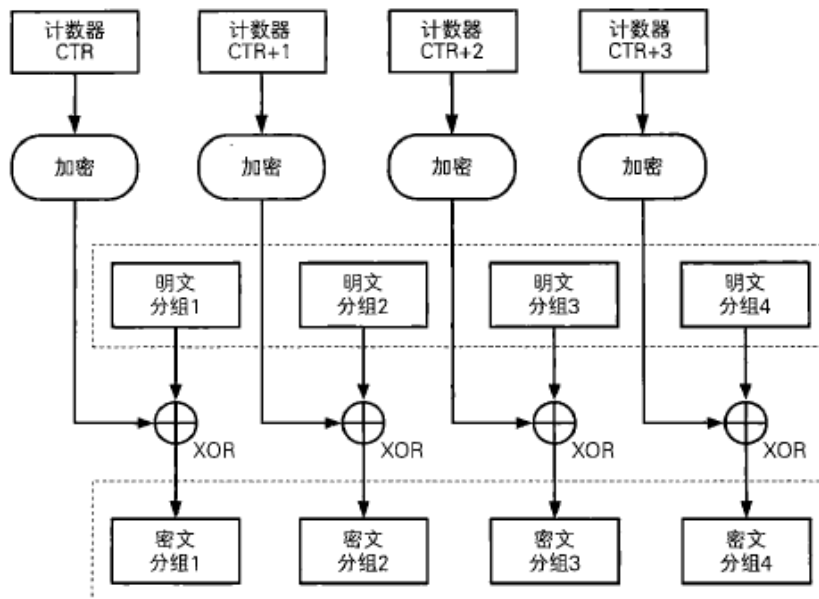 计数器
CTR
计数器
CTR+1
计数器
CTR+2
计数器
CTR+3
加密
加密
加密
加密
明文
分组1
明文
分组2
明文
分组3
明文
分组4
XOR
XOR
XOR
XOR
密文
分组1
密文
分组2
密文
分组3
密文
分组4